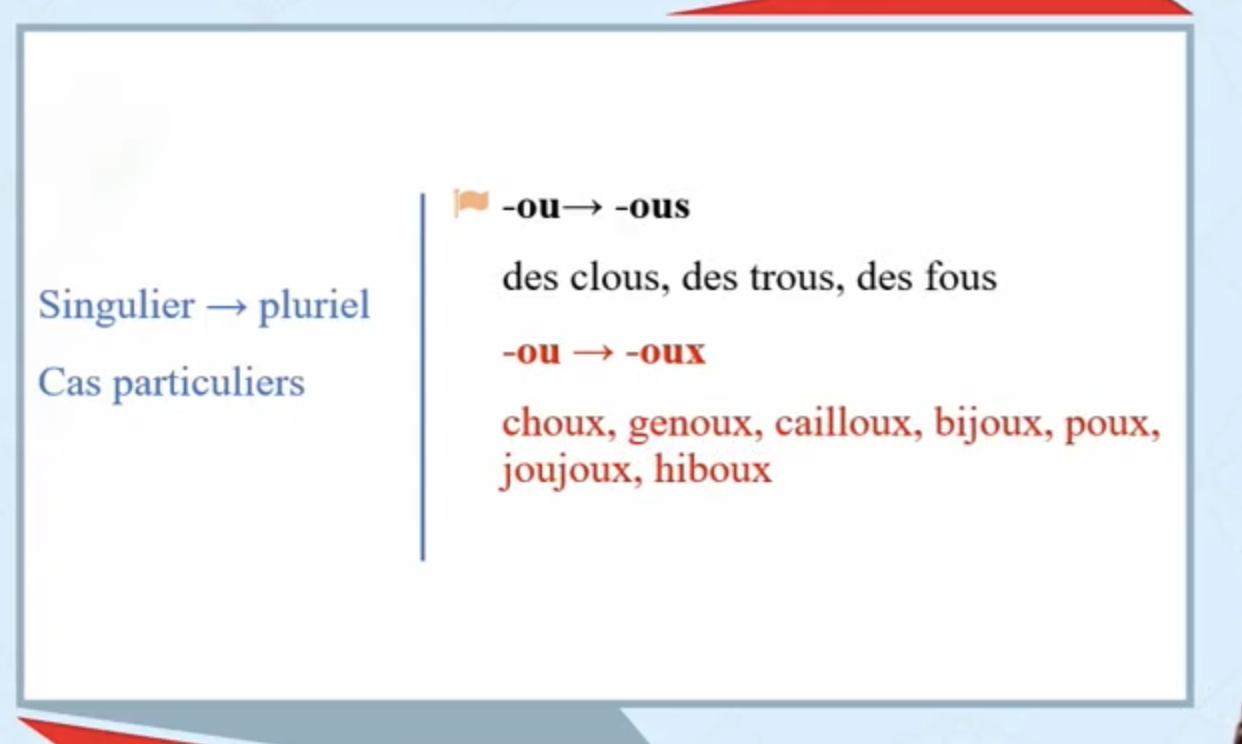 Singulier → pluriel
Cas particuliers
-ou→ -ous
des clous, des trous, des fous
-ou → -oux
choux, genoux, cailloux, bijoux, poux,
joujoux, hiboux